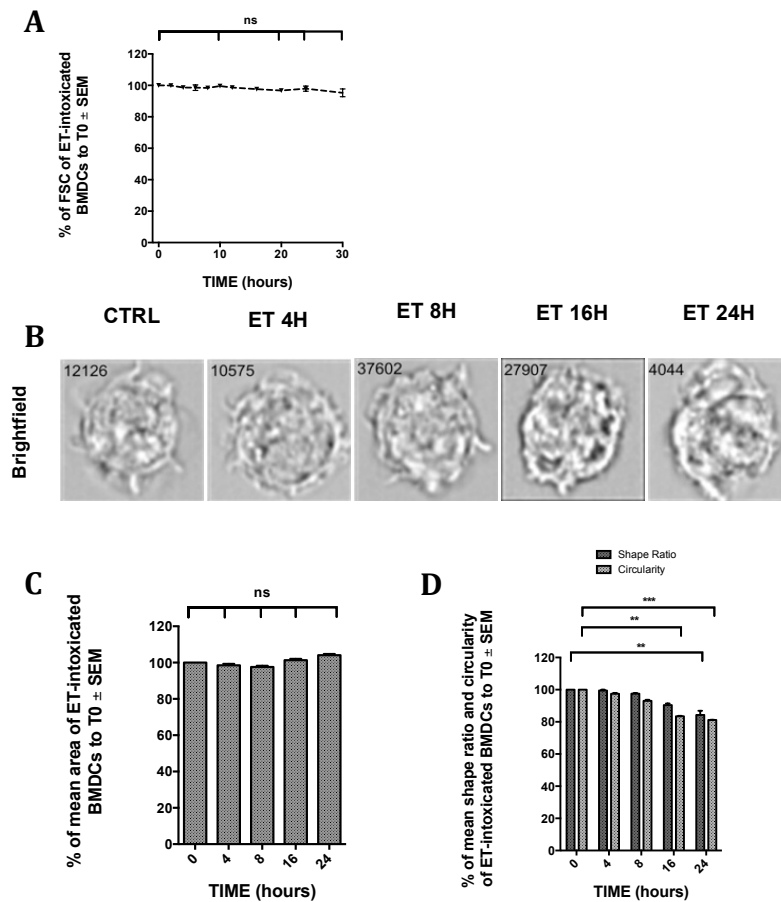 A
ns
% of FSC of ET-intoxicated
BMDCs to T0 ± SEM
120
100
80
60
40
20
0
0 10 20 30
TIME (hours)
B
CTRL ET 4H ET 8H ET 16H ET 24H
Brightfield
12126 10575 37602 27907 4044
C
ns
% of mean area of ET-intoxicated
BMDCs to T0 ± SEM
120
100
80
60
40
20
0
0 4 8 16 24
TIME (hours)
D
Shape Ratio
Circularity
***
**
**
% of mean shape ratio and circularity
of ET-intoxicated BMDCs to T0 ± SEM
120
100
80
60
40
20
0
0 4 8 16 24
TIME (hours)